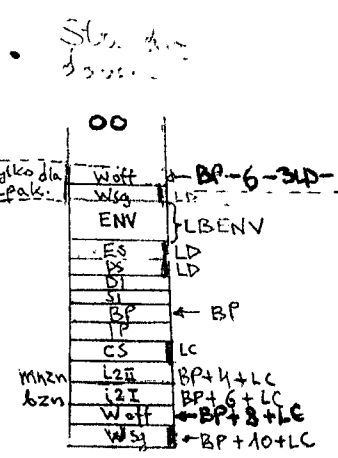 OO
tylko dla Woff ← BP-6-3LD-
pak. Wsg LD
ENV LBENV
ES LD
DS LD
DI
SI
BP ← BP
IP
CS LC
mnzn i2II BP+4+LC
bzn i2I BP+6+LC
Woff ← BP+8+LC
Wsg ← BP+10+LC